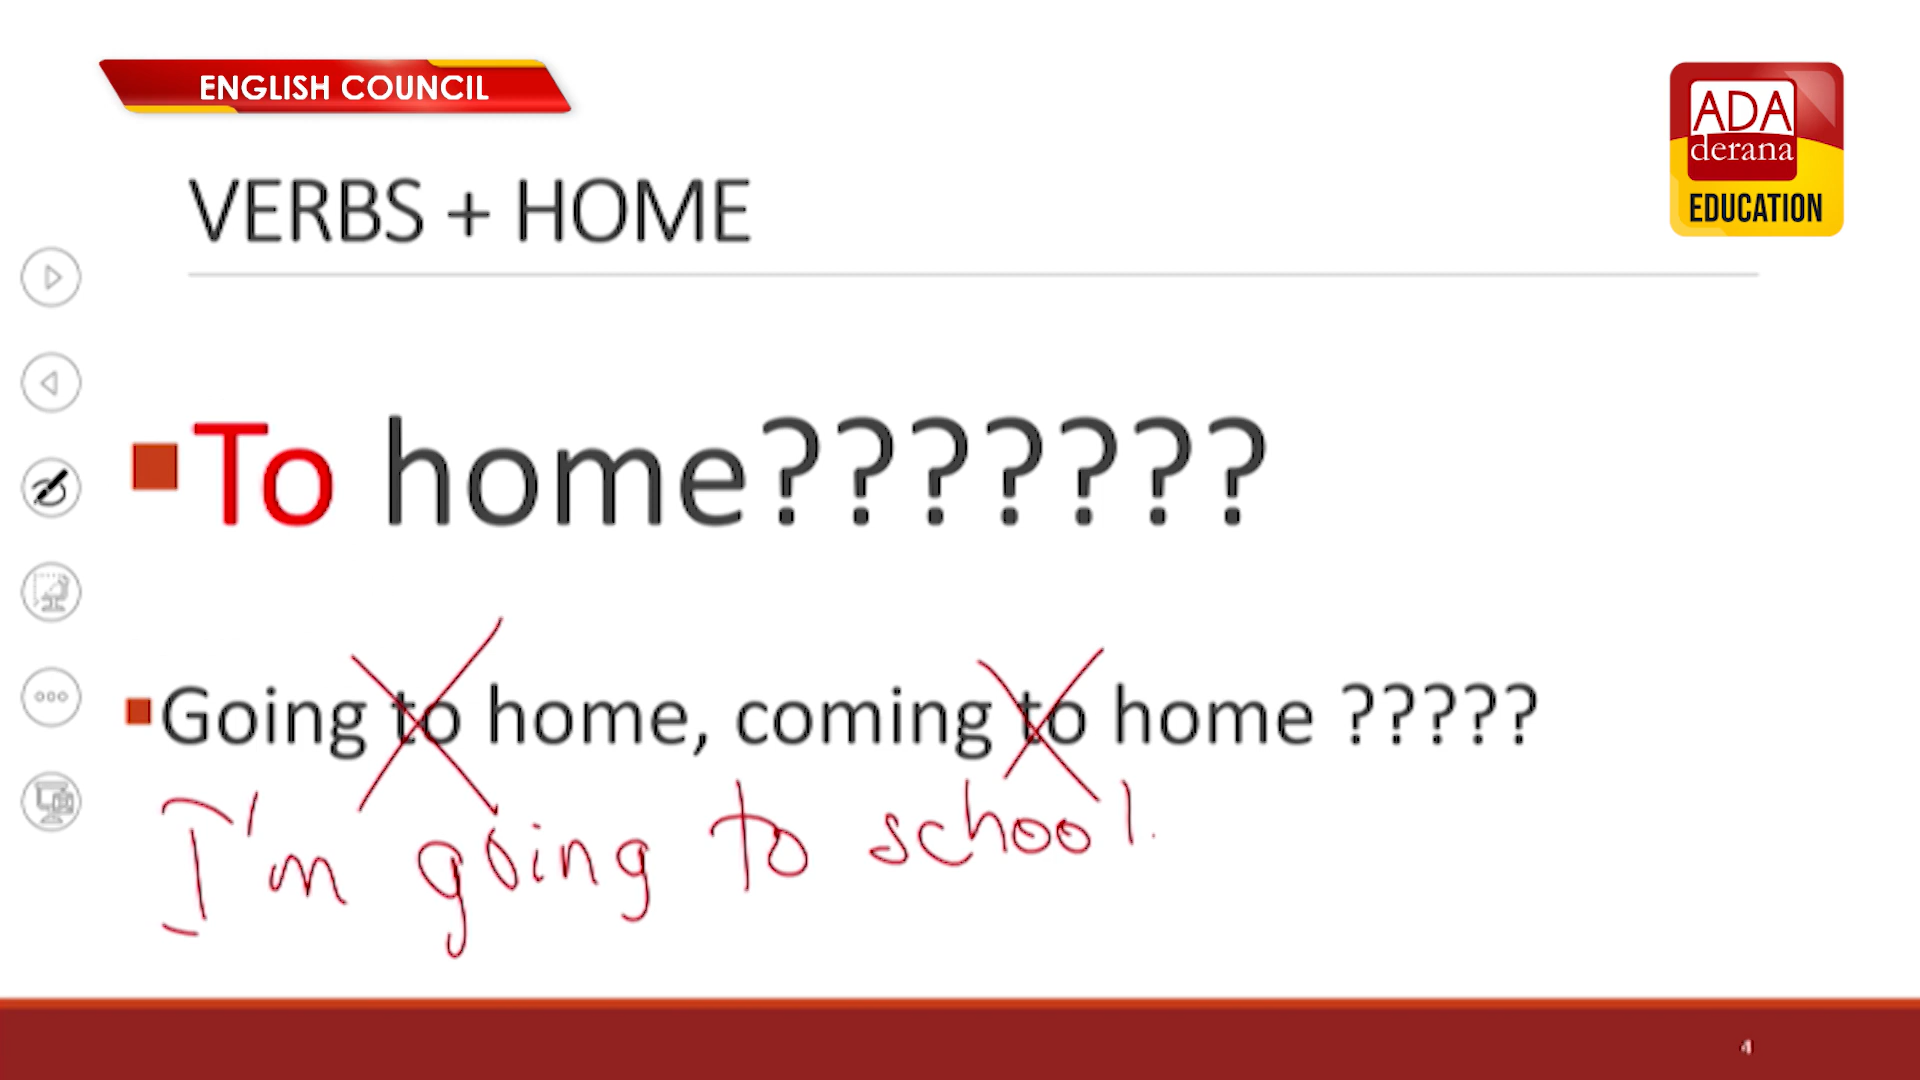 ENGLISH COUNCIL
ADA
derana
EDUCATION
VERBS + HOME
To home???????
Going to home, coming to home ?????
I'm going to school.
4